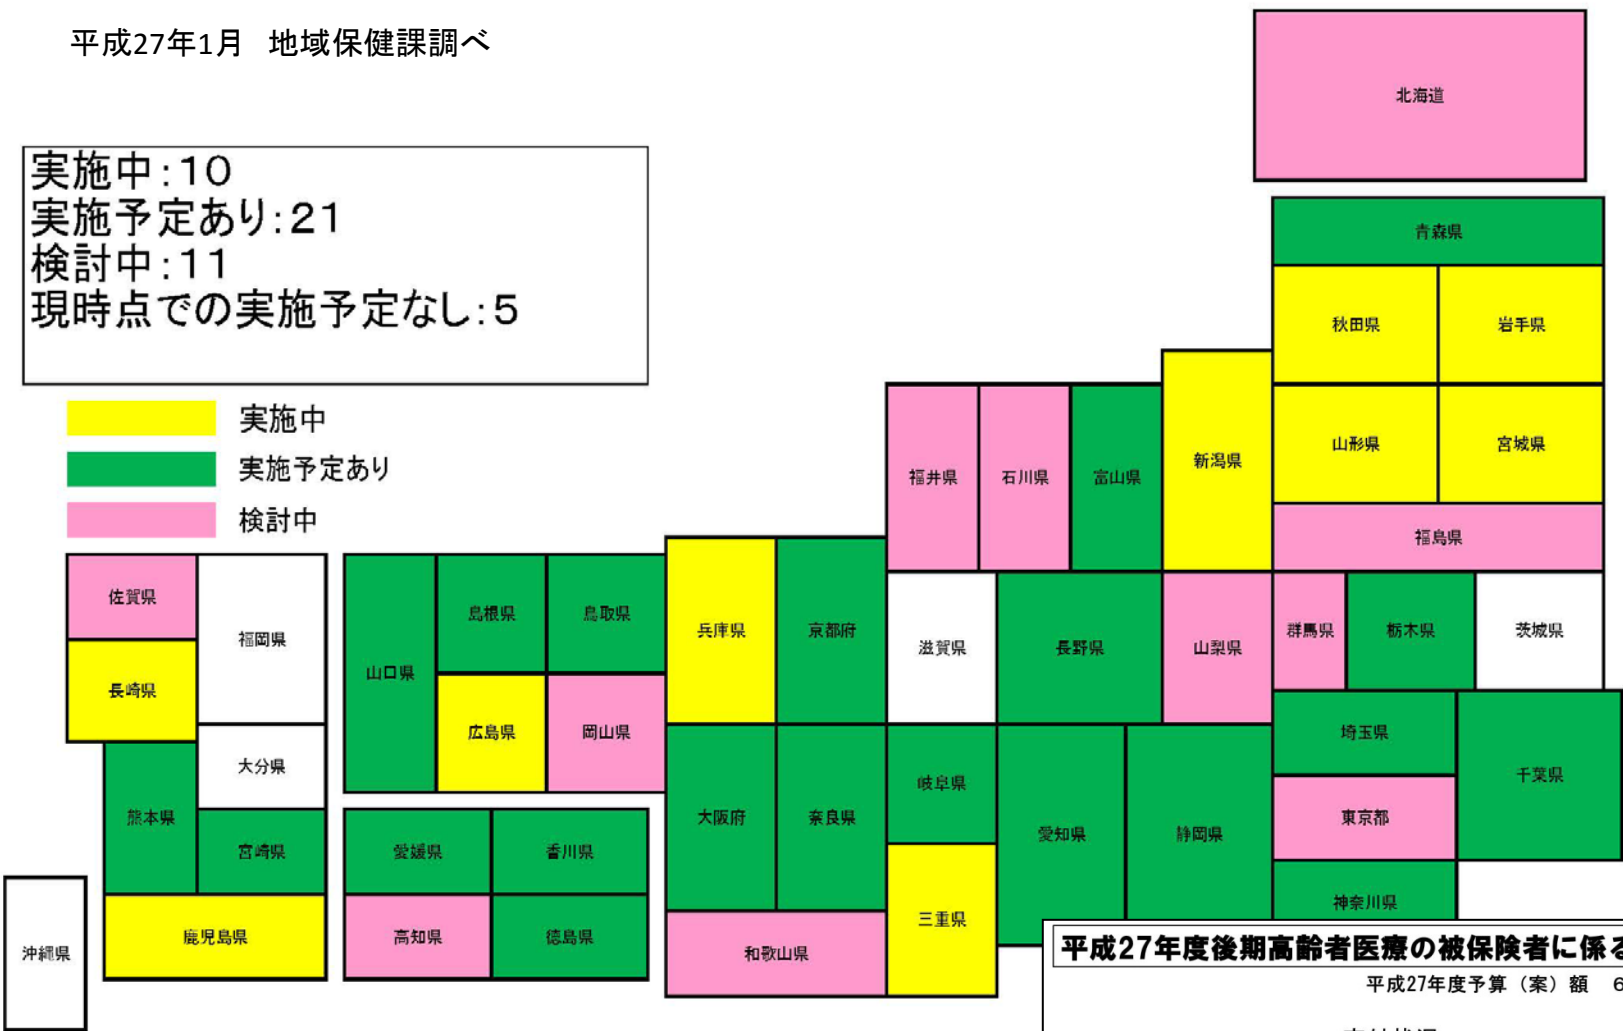 平成27年1月　地域保健課調べ
実施中:10
実施予定あり:21
検討中:11
現時点での実施予定なし:5
実施中
実施予定あり
検討中
北海道
青森県
秋田県
岩手県
山形県
宮城県
福島県
新潟県
富山県
石川県
福井県
群馬県
栃木県
茨城県
山梨県
長野県
滋賀県
京都府
兵庫県
鳥取県
島根県
山口県
広島県
岡山県
佐賀県
福岡県
長崎県
大分県
熊本県
宮崎県
鹿児島県
沖縄県
愛媛県
香川県
高知県
徳島県
大阪府
奈良県
和歌山県
岐阜県
三重県
愛知県
静岡県
埼玉県
千葉県
東京都
神奈川県
平成27年度後期高齢者医療の被保険者に係る
平成27年度予算（案）額　6